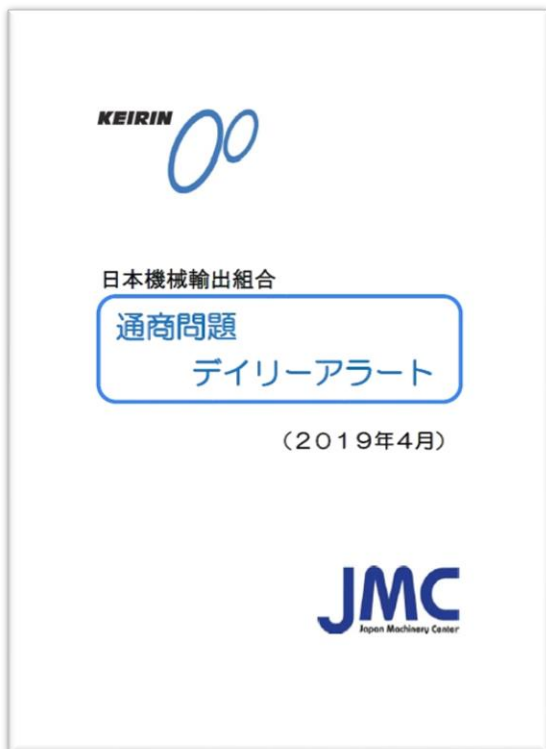 KEIRIN
日本機械輸出組合
通商問題
デイリーアラート
（２０１９年４月）
JMC
Japan Machinery Center